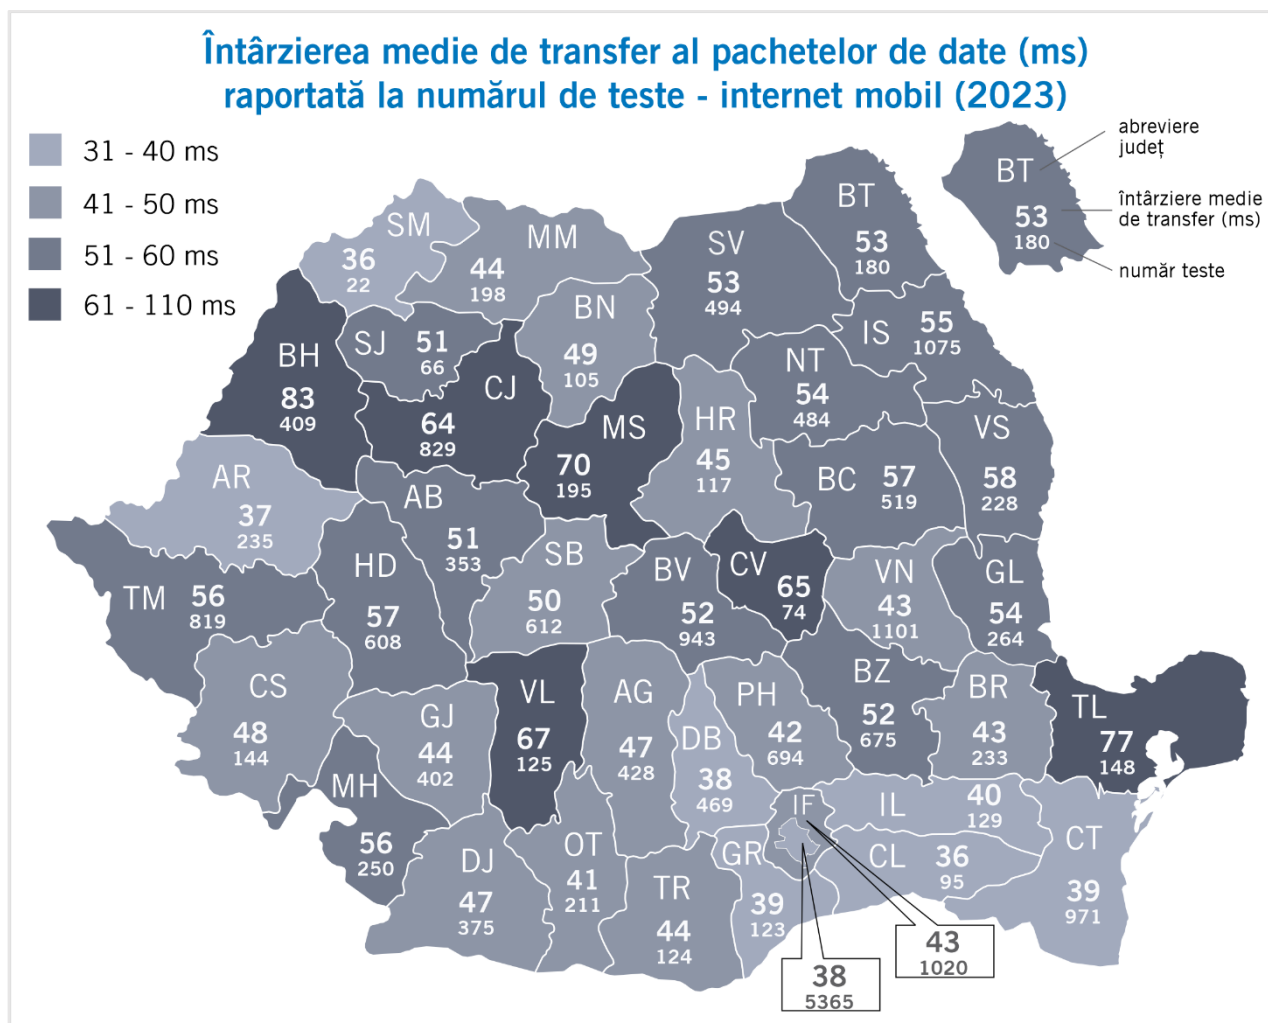 Întârzierea medie de transfer al pachetelor de date (ms)
raportată la numărul de teste - internet mobil (2023)
31 - 40 ms
41 - 50 ms
51 - 60 ms
61 - 110 ms
abreviere
județ
întârziere medie
de transfer (ms)
număr teste
BT
53
180
SM
36
22
MM
44
198
SV
53
494
BT
53
180
BN
49
105
SJ
51
66
IS
55
1075
BH
83
409
CJ
64
829
NT
54
484
MS
70
195
HR
45
117
VS
58
228
AR
37
235
AB
51
353
BC
57
519
SB
50
612
HD
57
608
BV
52
943
CV
65
74
VN
43
1101
GL
54
264
TM
56
819
CS
48
144
VL
67
125
AG
47
428
PH
42
694
BZ
52
675
BR
43
233
TL
77
148
GJ
44
402
DB
38
469
MH
56
250
IF
IL
40
129
CT
39
971
DJ
47
375
OT
41
211
TR
44
124
GR
39
123
CL
36
95
43
1020
38
5365